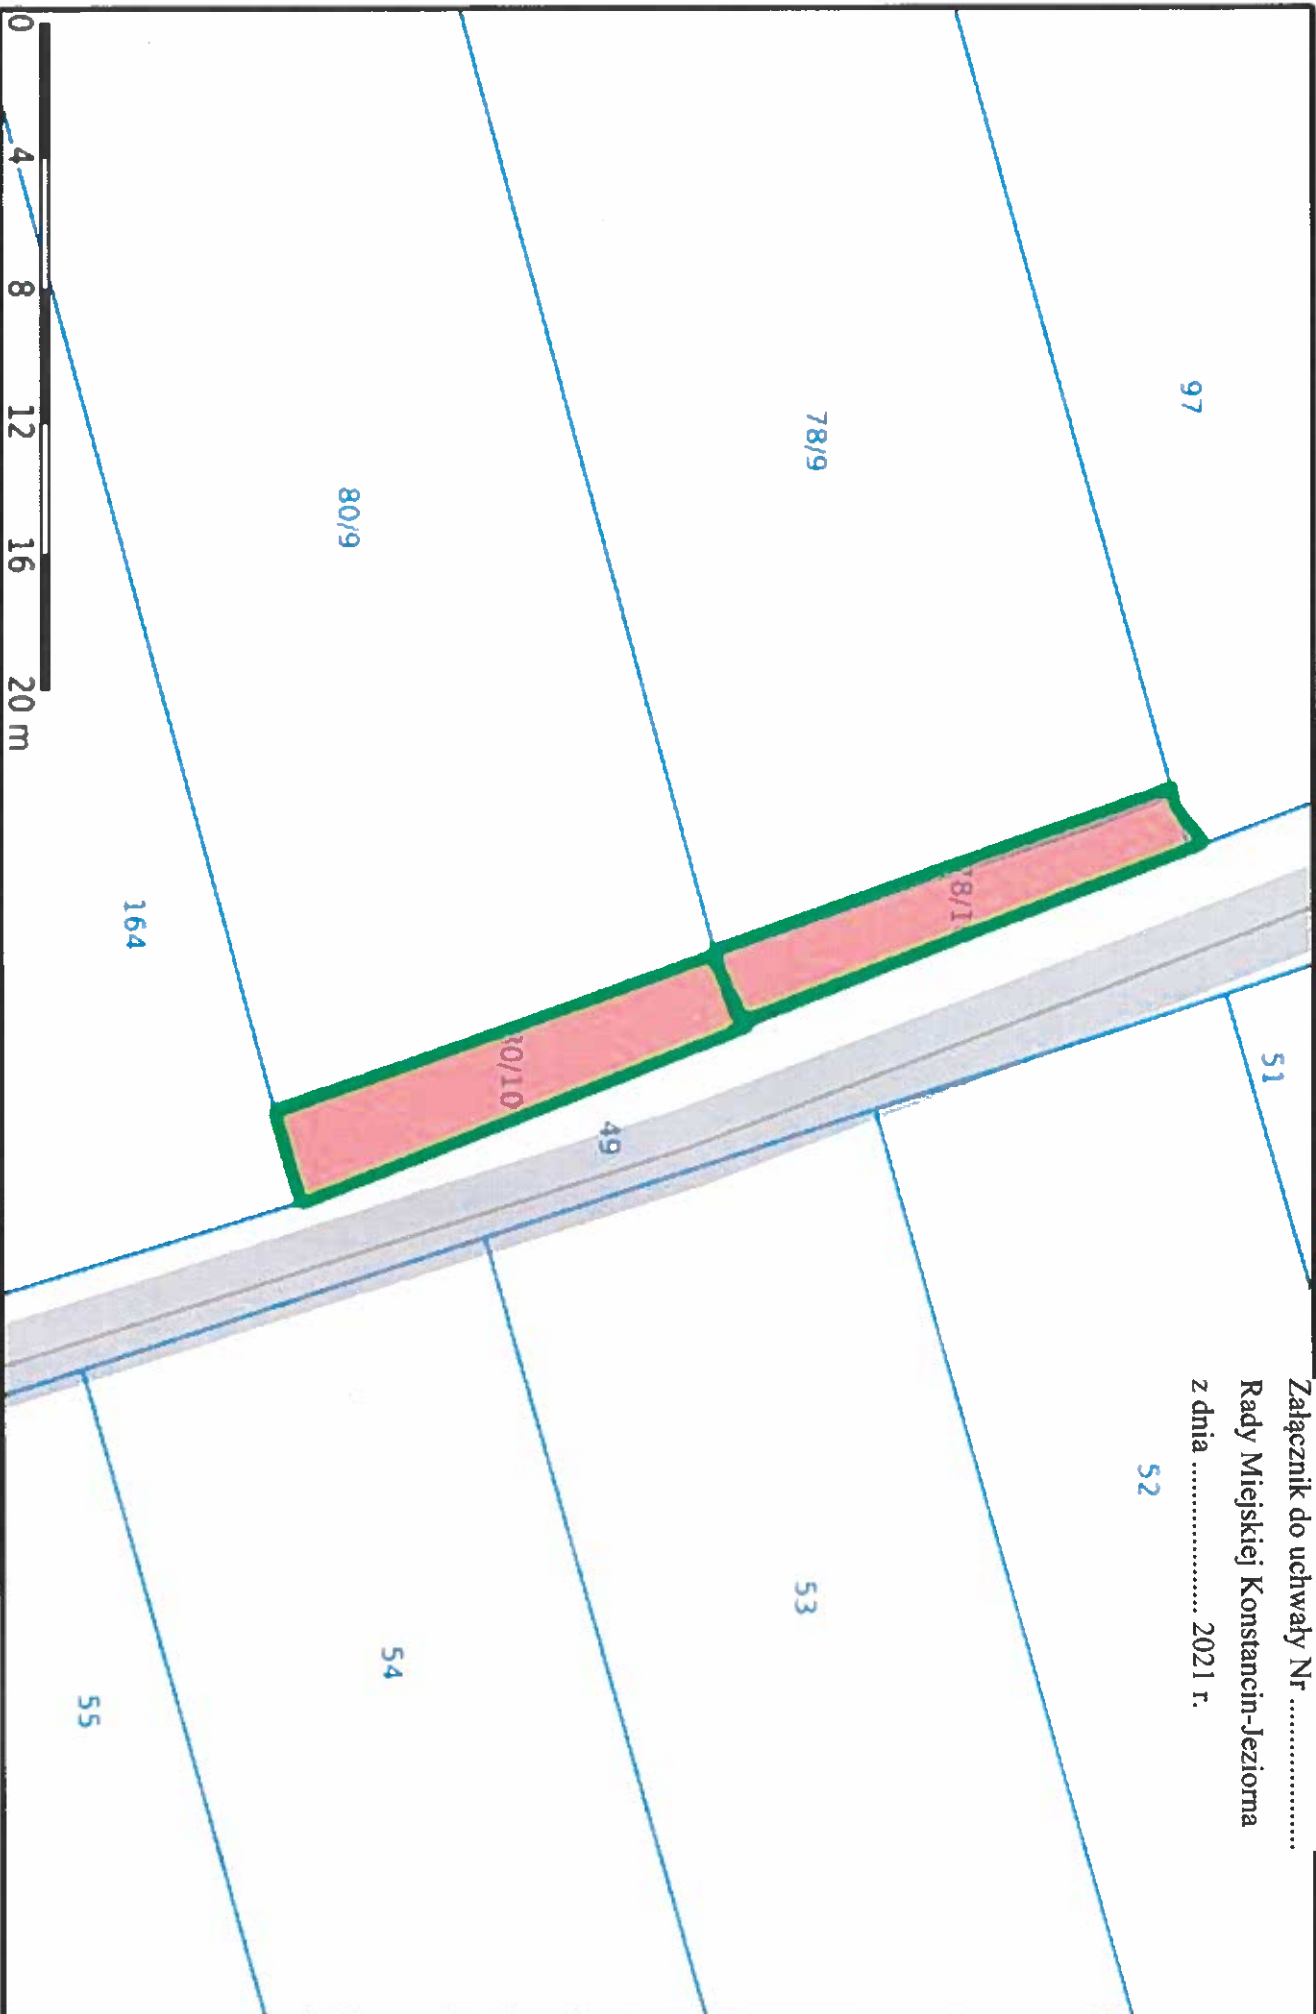 Załącznik do uchwały Nr ....................
Rady Miejskiej Konstancin-Jeziorna
z dnia .................. 2021 r.
51
52
97
53
78/9
49
54
80/9
55
164
0 4 8 12 16 20 m